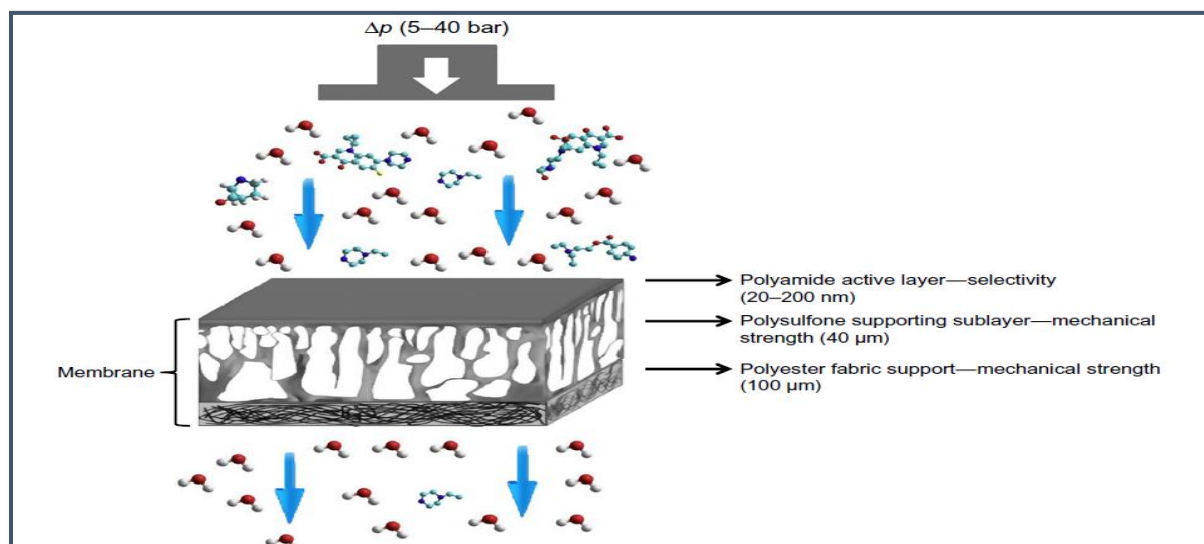 Δp (5–40 bar)
Polyamide active layer—selectivity
(20–200 nm)
Polysulfone supporting sublayer—mechanical
strength (40 μm)
Membrane
Polyester fabric support—mechanical strength
(100 μm)